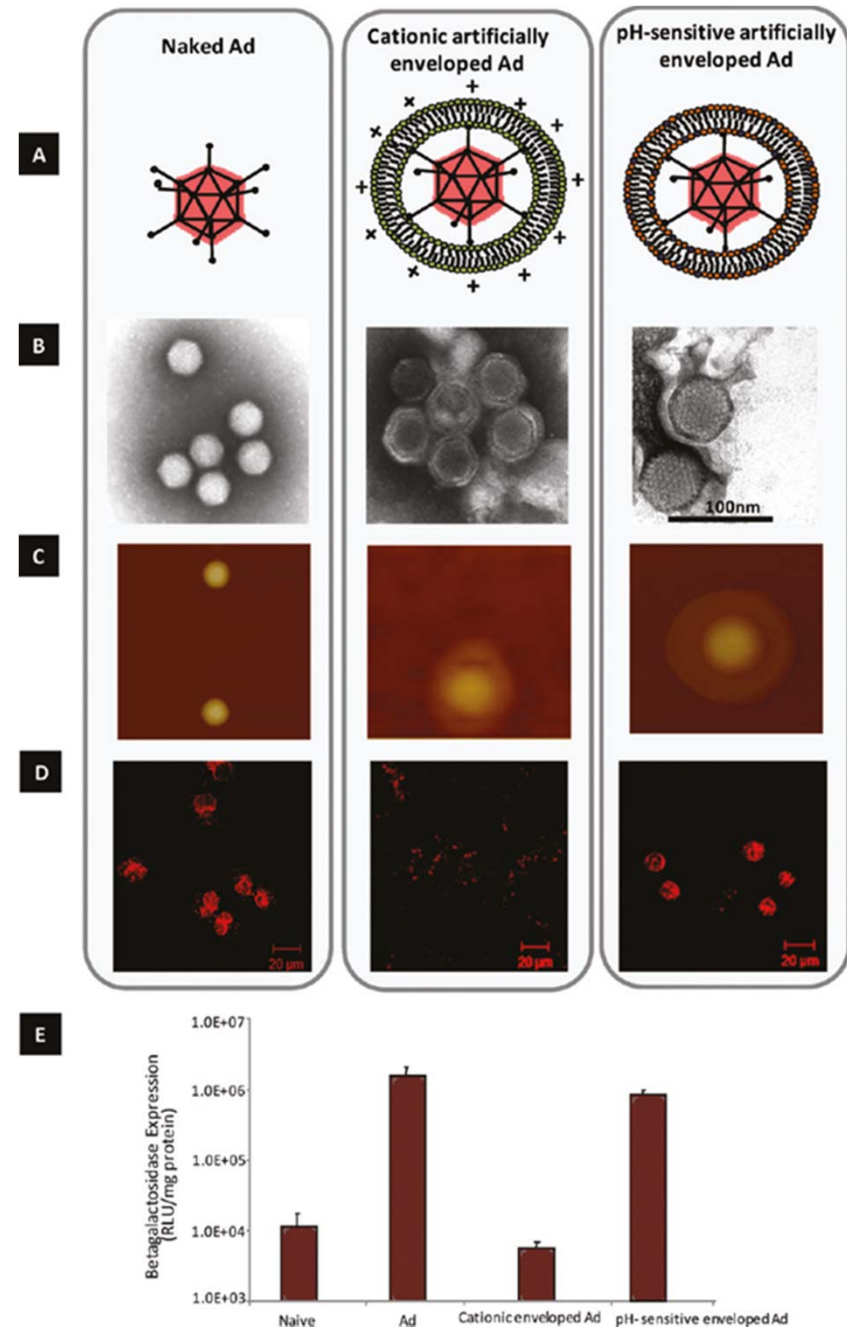 Naked Ad
Cationic artificially
enveloped Ad
pH-sensitive artificially
enveloped Ad
A
+ + + + + + + + + + + + +
B
100nm
C
D
20 µm
20 µm
20 µm
E
Betagalactosidase Expression
(RLU/mg protein)
1.0E+07
1.0E+06
1.0E+05
1.0E+04
1.0E+03
Naive
Ad
Cationic enveloped Ad
pH- sensitive enveloped Ad